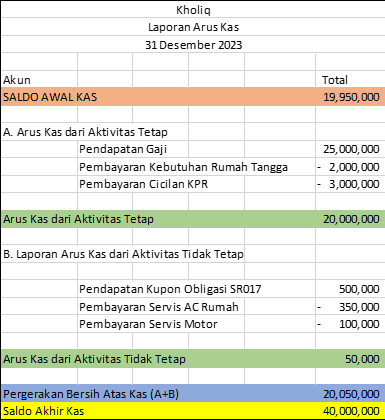 Kholiq
Laporan Arus Kas
31 Desember 2023
Akun Total
SALDO AWAL KAS 19,950,000
A. Arus Kas dari Aktivitas Tetap
Pendapatan Gaji 25,000,000
Pembayaran Kebutuhan Rumah Tangga - 2,000,000
Pembayaran Cicilan KPR - 3,000,000
Arus Kas dari Aktivitas Tetap 20,000,000
B. Laporan Arus Kas dari Aktivitas Tidak Tetap
Pendapatan Kupon Obligasi SR017 500,000
Pembayaran Servis AC Rumah - 350,000
Pembayaran Servis Motor - 100,000
Arus Kas dari Aktivitas Tidak Tetap 50,000
Pergerakan Bersih Atas Kas (A+B) 20,050,000
Saldo Akhir Kas 40,000,000